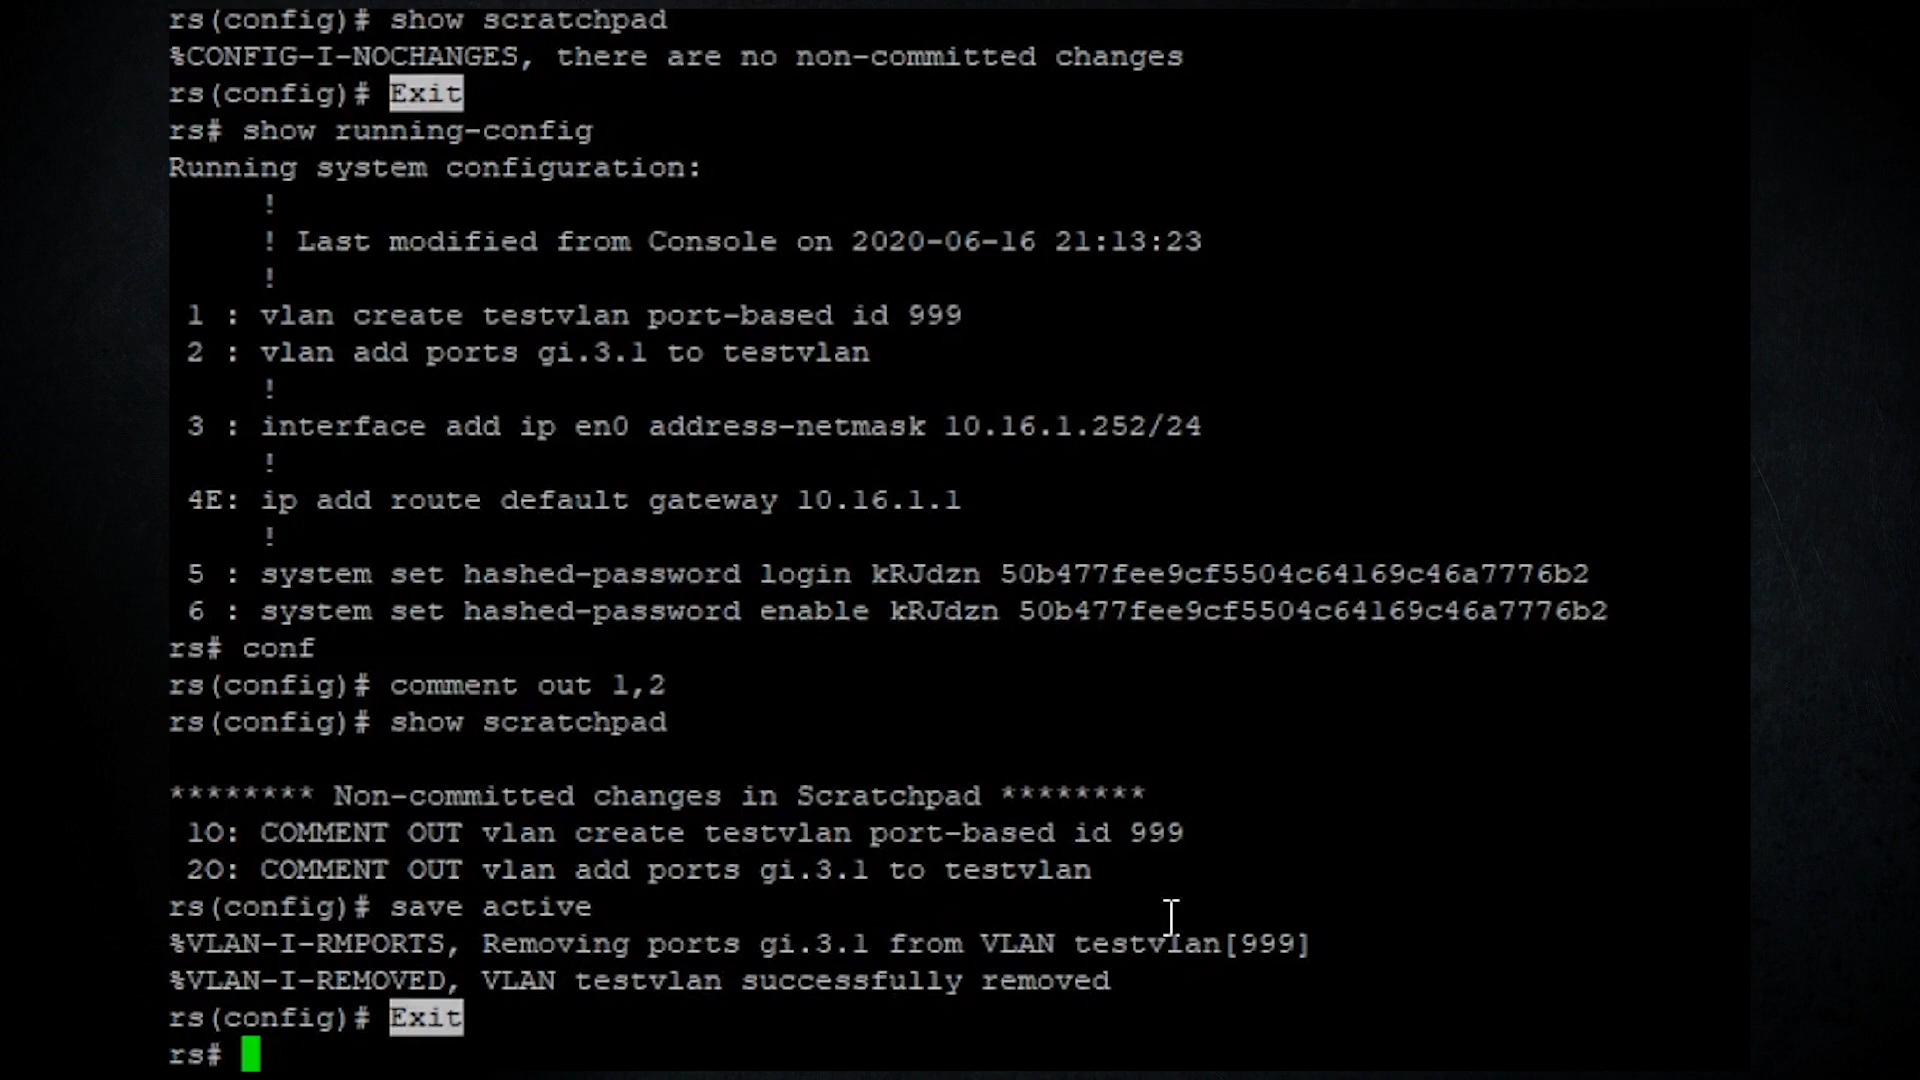 rs(config)# show scratchpad
%CONFIG-I-NOCHANGES, there are no non-committed changes
rs(config)# Exit
rs# show running-config
Running system configuration:
!
! Last modified from Console on 2020-06-16 21:13:23
!
1 : vlan create testvlan port-based id 999
2 : vlan add ports gi.3.1 to testvlan
!
3 : interface add ip en0 address-netmask 10.16.1.252/24
!
4E: ip add route default gateway 10.16.1.1
!
5 : system set hashed-password login kRJdzn 50b477fee9cf5504c64169c46a7776b2
6 : system set hashed-password enable kRJdzn 50b477fee9cf5504c64169c46a7776b2
rs# conf
rs(config)# comment out 1,2
rs(config)# show scratchpad
******** Non-committed changes in Scratchpad ********
1O: COMMENT OUT vlan create testvlan port-based id 999
2O: COMMENT OUT vlan add ports gi.3.1 to testvlan
rs(config)# save active
%VLAN-I-RMPORTS, Removing ports gi.3.1 from VLAN testvlan[999]
%VLAN-I-REMOVED, VLAN testvlan successfully removed
rs(config)# Exit
rs#